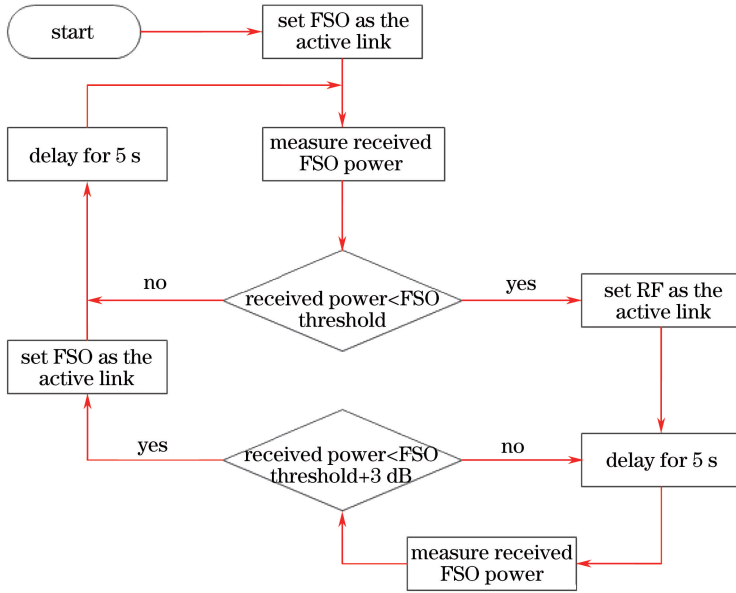 start
set FSO as the
active link
delay for 5 s
measure received
FSO power
no
received power<FSO
threshold
yes
set RF as the
active link
set FSO as the
active link
yes
received power<FSO
threshold+3 dB
no
delay for 5 s
measure received
FSO power